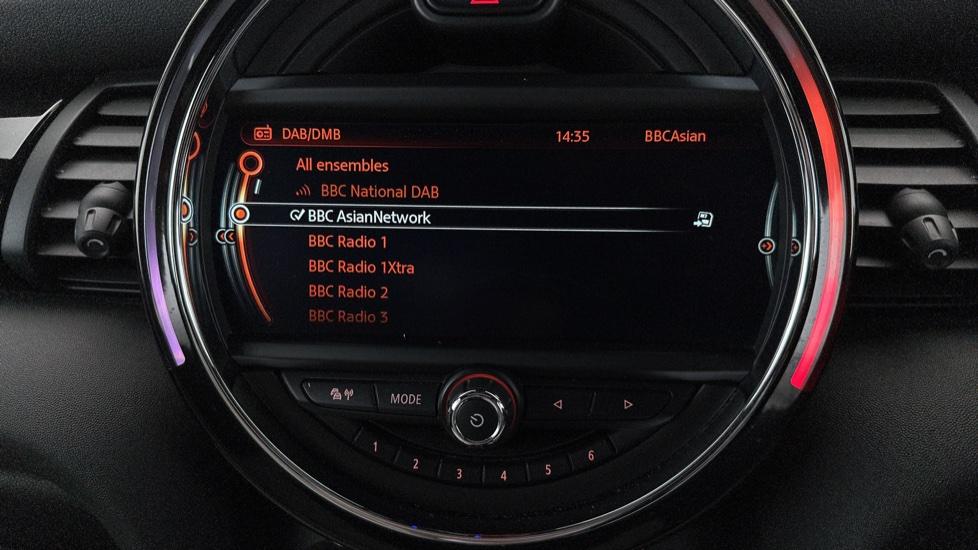 DAB/DMB 14:35 BBCAsian
All ensembles
BBC National DAB
BBC AsianNetwork
BBC Radio 1
BBC Radio 1Xtra
BBC Radio 2
BBC Radio 3
MODE
1 2 3 4 5 6